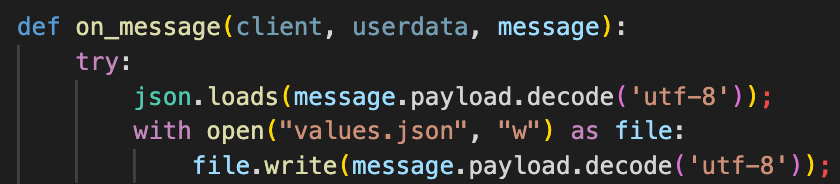 def on_message(client, userdata, message):
try:
json.loads(message.payload.decode('utf-8'));
with open("values.json", "w") as file:
file.write(message.payload.decode('utf-8'));